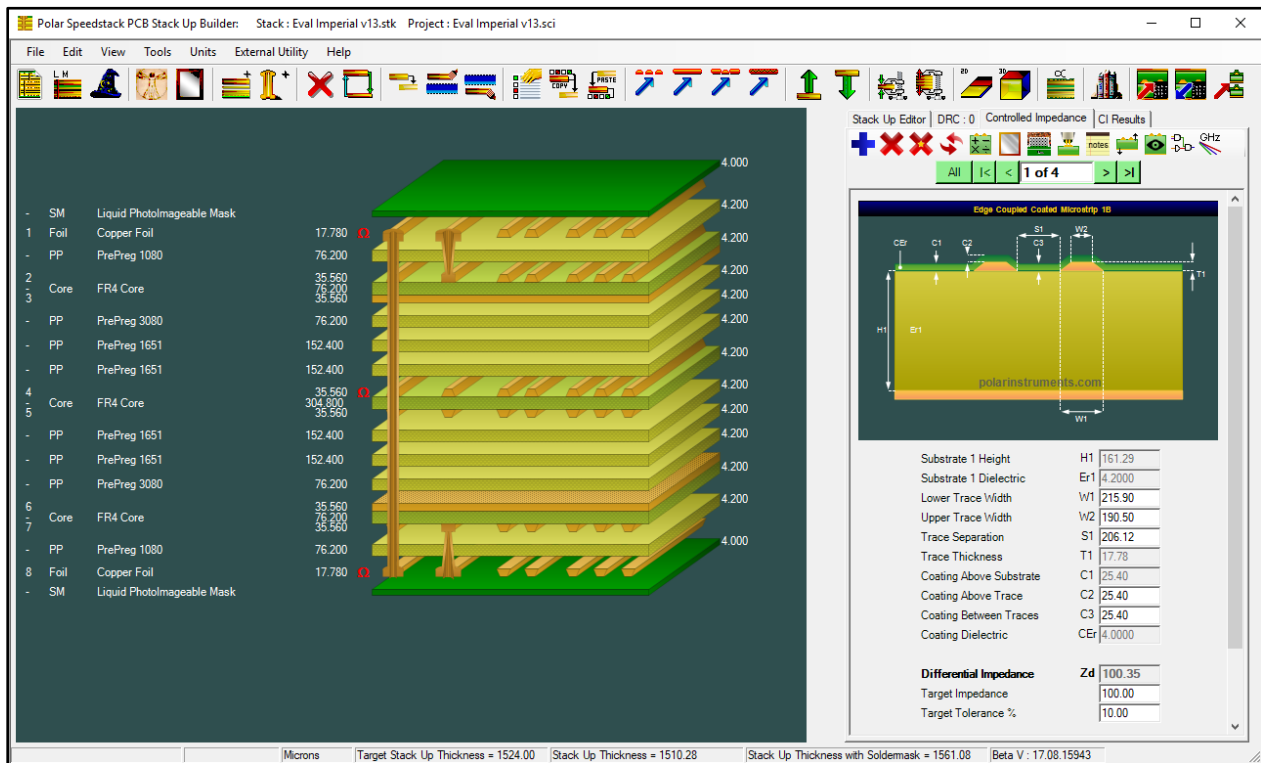 Polar Speedstack PCB Stack Up Builder: Stack : Eval Imperial v13.stk Project : Eval Imperial v13.sci
File Edit View Tools Units External Utility Help
L M + + COPY PASTE 2D 3D OC
Stack Up Editor DRC : 0 Controlled Impedance CI Results
notes GHz
All |< < 1 of 4 > >|
Edge Coupled Coated Microstrip 1B
CEr C1 C2 S1 C3 W2 T1
H1 Er1
polarinstruments.com
W1
4.000
- SM Liquid PhotoImageable Mask
4.200
1 Foil Copper Foil 17.780 Ω
4.200
- PP PrePreg 1080 76.200
4.200
2 35.560
- Core FR4 Core 76.200
3 35.560
4.200
- PP PrePreg 3080 76.200
4.200
- PP PrePreg 1651 152.400
4.200
- PP PrePreg 1651 152.400
4.200
4 35.560 Ω
- Core FR4 Core 304.800
5 35.560
4.200
- PP PrePreg 1651 152.400
4.200
- PP PrePreg 1651 152.400
4.200
- PP PrePreg 3080 76.200
4.200
6 35.560
- Core FR4 Core 76.200
7 35.560
4.000
- PP PrePreg 1080 76.200
8 Foil Copper Foil 17.780 Ω
- SM Liquid PhotoImageable Mask
Substrate 1 Height H1 161.29
Substrate 1 Dielectric Er1 4.2000
Lower Trace Width W1 215.90
Upper Trace Width W2 190.50
Trace Separation S1 206.12
Trace Thickness T1 17.78
Coating Above Substrate C1 25.40
Coating Above Trace C2 25.40
Coating Between Traces C3 25.40
Coating Dielectric CEr 4.0000
Differential Impedance Zd 100.35
Target Impedance 100.00
Target Tolerance % 10.00
Microns Target Stack Up Thickness = 1524.00 Stack Up Thickness = 1510.28 Stack Up Thickness with Soldermask = 1561.08 Beta V : 17.08.15943